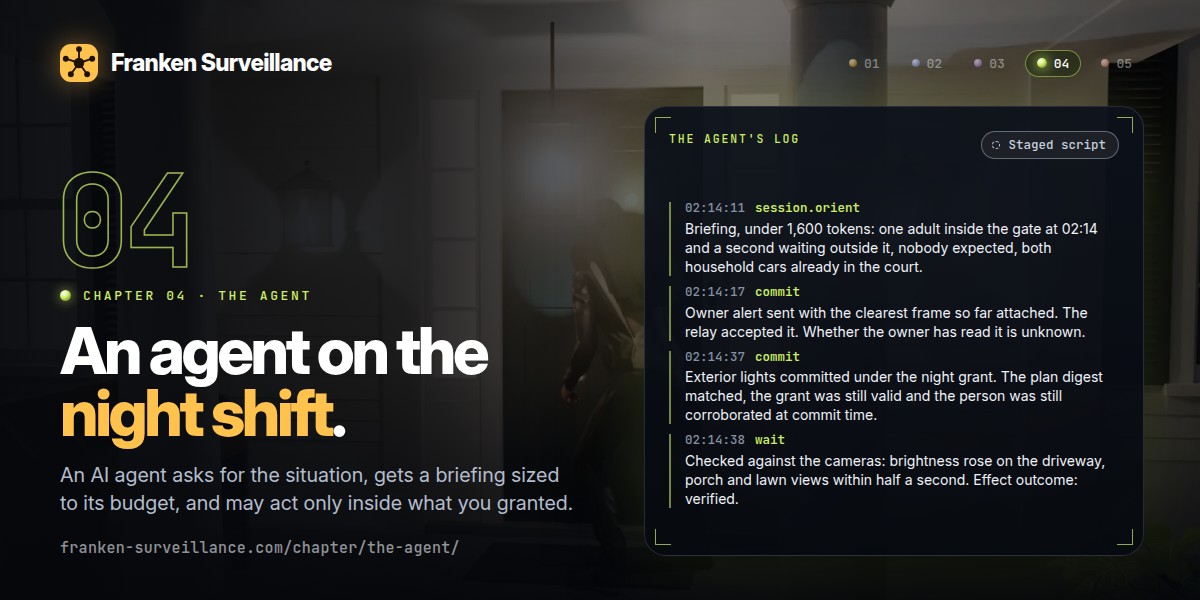 Franken Surveillance
01
02
03
04
05
04
CHAPTER 04 · THE AGENT
An agent on the
night shift.
An AI agent asks for the situation, gets a briefing sized
to its budget, and may act only inside what you granted.
franken-surveillance.com/chapter/the-agent/
THE AGENT'S LOG
Staged script
02:14:11 session.orient
Briefing, under 1,600 tokens: one adult inside the gate at 02:14
and a second waiting outside it, nobody expected, both
household cars already in the court.
02:14:17 commit
Owner alert sent with the clearest frame so far attached. The
relay accepted it. Whether the owner has read it is unknown.
02:14:37 commit
Exterior lights committed under the night grant. The plan digest
matched, the grant was still valid and the person was still
corroborated at commit time.
02:14:38 wait
Checked against the cameras: brightness rose on the driveway,
porch and lawn views within half a second. Effect outcome:
verified.